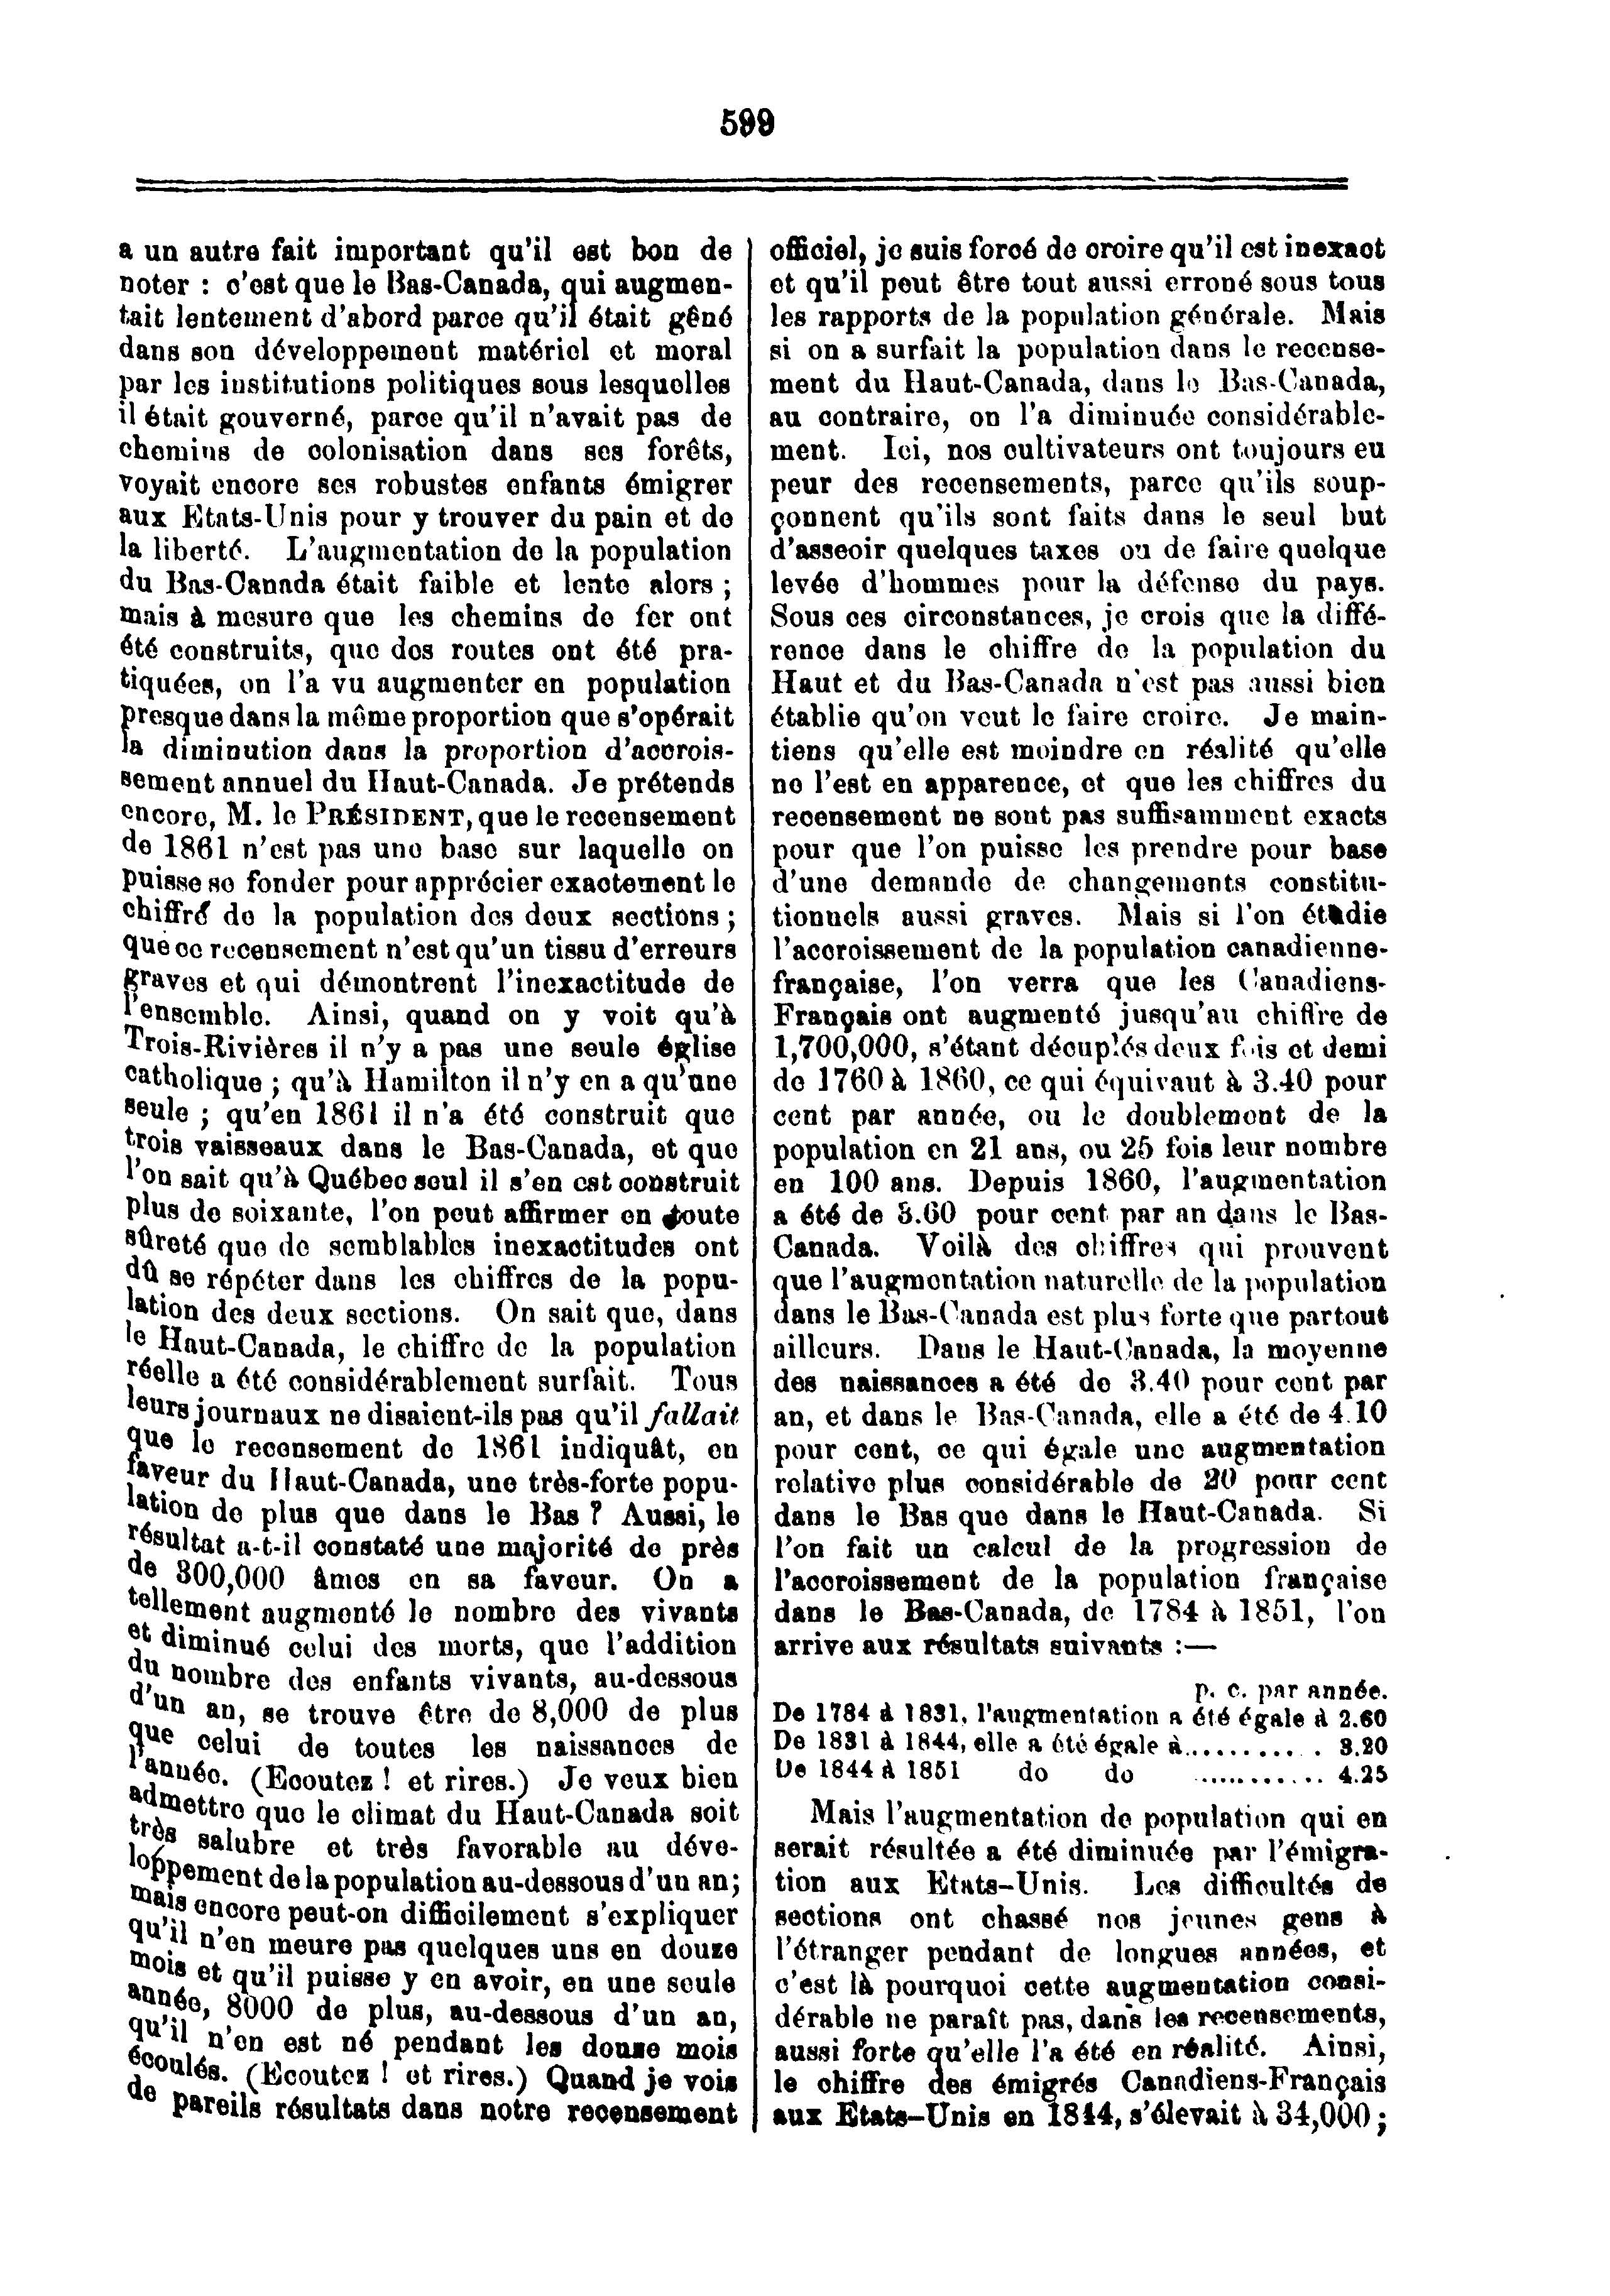 599
a un autre fait important qu'il est bon de
noter : c'est que le Bas-Canada, qui augmen-
tait lentement d'abord parce qu'il était gêné
dans son développement matériel et moral
par les institutions politiques sous lesquelles
il était gouverné, parce qu'il n'avait pas de
chemins de colonisation dans ses forêts,
voyait encore ses robustes enfants émigrer
aux Etats-Unis pour y trouver du pain et de
la liberté. L'augmentation de la population
du Bas-Canada était faible et lente alors ;
mais à mesure que les chemins de fer ont
été construits, que des routes ont été pra-
tiquées, on l'a vu augmenter en population
presque dans la même proportion que s'opérait
la diminution dans la proportion d'accrois-
sement annuel du Haut-Canada. Je prétends
encore, M. le PRÉSIDENT, que le recensement
de 1861 n'est pas une base sur laquelle on
puisse se fonder pour apprécier exactement le
chiffré de la population des deux sections ;
que ce recensement n'est qu'un tissu d'erreurs
graves et qui démontrent l'inexactitude de
l'ensemble. Ainsi, quand on y voit qu'à
Trois-Rivières il n'y a pas une seule église
catholique ; qu'à Hamilton il n'y en a qu'une
seule ; qu'en 1861 il n'a été construit que
trois vaisseaux dans le Bas-Canada, et que
l'on sait qu'à Québec seul il s'en est construit
plus de soixante, l'on peut affirmer en toute
sûreté que de semblables inexactitudes ont
dû se répéter dans les chiffres de la popu-
lation des deux sections. On sait que, dans
le Haut-Canada, le chiffre de la population
réelle a été considérablement surfait. Tous
leurs journaux ne disaient-ils pas qu'il fallait
que le recensement de 1861 indiquât, en
faveur du Haut-Canada, une très-forte popu-
lation de plus que dans le Bas ? Aussi, le
résultat a-t-il constaté une majorité de près
de 300,000 âmes en sa faveur. On a
tellement augmenté le nombre des vivants
et diminué celui des morts, que l'addition
du nombre des enfants vivants, au-dessous
d'un an, se trouve être de 8,000 de plus
que celui de toutes les naissances de
l'année. (Ecoutez ! et rires.) Je veux bien
admettre que le climat du Haut-Canada soit
très salubre et très favorable au déve-
loppement de la population au-dessous d'un an;
mais encore peut-on difficilement s'expliquer
qu'il n'en meure pas quelques uns en douze
mois et qu'il puisse y en avoir, en une seule
année, 8000 de plus, au-dessous d'un an,
qu'il n'en est né pendant les douze mois
écoulés. (Ecoutez ! et rires.) Quand je vois
de pareils résultats dans notre recensement
officiel, je suis forcé de croire qu'il est inexact
et qu'il peut être tout aussi erroné sous tous
les rapports de la population générale. Mais
si on a surfait la population dans le recense-
ment du Haut-Canada, dans le Bas-Canada,
au contraire, on l'a diminuée considérable-
ment. Ici, nos cultivateurs ont toujours eu
peur des recensements, parce qu'ils soup-
çonnent qu'ils sont faits dans le seul but
d'asseoir quelques taxes ou de faire quelque
levée d'hommes pour la défense du pays.
Sous ces circonstances, je crois que la diffé-
rence dans le chiffre de la population du
Haut et du Bas-Canada n'est pas aussi bien
établie qu'on veut le faire croire. Je main-
tiens qu'elle est moindre en réalité qu'elle
ne l'est en apparence, et que les chiffres du
recensement ne sont pas suffisamment exacts
pour que l'on puisse les prendre pour base
d'une demande de changements constitu-
tionnels aussi graves. Mais si l'on étudie
l'accroissement de la population canadienne-
française, l'on verra que les Canadiens-
Français ont augmenté jusqu'au chiffre de
1,700,000, s'étant décuplés deux fois et demi
de 1760 à 1860, ce qui équivaut à 3.40 pour
cent par année, ou le doublement de la
population en 21 ans, ou 25 fois leur nombre
en 100 ans. Depuis 1860, l'augmentation
a été de 3.60 pour cent par an dans le Bas-
Canada. Voilà des chiffres qui prouvent
que l'augmentation naturelle de la population
dans le Bas-Canada est plus forte que partout
ailleurs. Dans le Haut-Canada, la moyenne
des naissances a été de 3.40 pour cent par
an, et dans le Bas-Canada, elle a été de 4.10
pour cent, ce qui égale une augmentation
relative plus considérable de 20 pour cent
dans le Bas que dans le Haut-Canada. Si
l'on fait un calcul de la progression de
l'accroissement de la population française
dans le Bas-Canada, de 1784 à 1851, l'on
arrive aux résultats suivants :—
p. c. par année.
De 1784 à 1831, l'augmentation a été égale à 2.60
De 1831 à 1844, elle a été égale à.......... . 3.20
De 1844 à 1851 do do ............ 4.25
Mais l'augmentation de population qui en
serait résultée a été diminuée par l'émigra-
tion aux Etats-Unis. Les difficultés de
sections ont chassé nos jeunes gens à
l'étranger pendant de longues années, et
c'est là pourquoi cette augmentation consi-
dérable ne paraît pas, dans les recensements,
aussi forte qu'elle l'a été en réalité. Ainsi,
le chiffre des émigrés Canadiens-Français
aux Etats-Unis en 1844, s'élevait à 34,000 ;